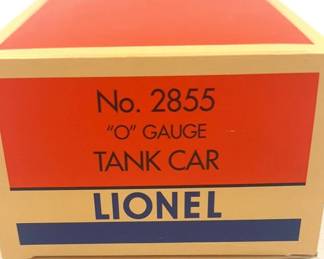 No. 2855
"O" GAUGE
TANK CAR
LIONEL